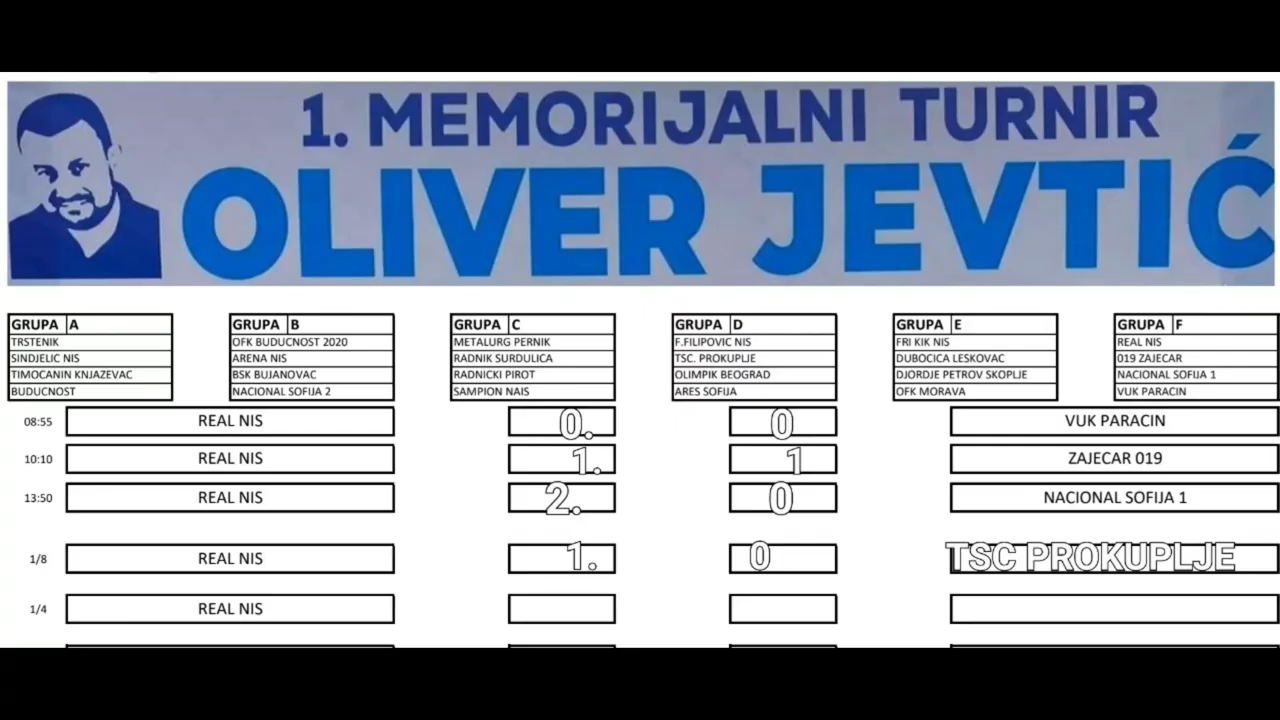 1. MEMORIJALNI TURNIR
OLIVER JEVTIĆ
GRUPA A
TRSTENIK
SINDJELIC NIS
TIMOCANIN KNJAZEVAC
BUDUCNOST
GRUPA B
OFK BUDUCNOST 2020
ARENA NIS
BSK BUJANOVAC
NACIONAL SOFIJA 2
GRUPA C
METALURG PERNIK
RADNIK SURDULICA
RADNICKI PIROT
SAMPION NAIS
GRUPA D
F.FILIPOVIC NIS
TSC. PROKUPLJE
OLIMPIK BEOGRAD
ARES SOFIJA
GRUPA E
FRI KIK NIS
DUBOCICA LESKOVAC
DJORDJE PETROV SKOPLJE
OFK MORAVA
GRUPA F
REAL NIS
019 ZAJECAR
NACIONAL SOFIJA 1
VUK PARACIN
08:55 REAL NIS 0. 0 VUK PARACIN
10:10 REAL NIS 1. 1 ZAJECAR 019
13:50 REAL NIS 2. 0 NACIONAL SOFIJA 1
1/8 REAL NIS 1. 0 TSC PROKUPLJE
1/4 REAL NIS